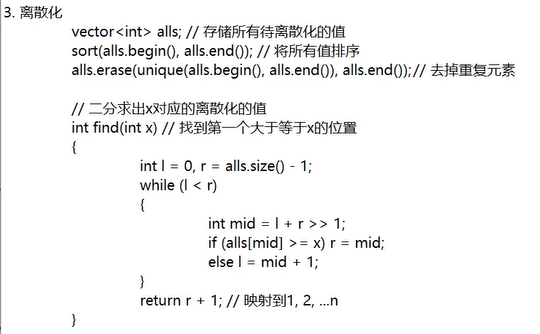 3. 离散化
vector<int> alls; // 存储所有待离散化的值
sort(alls.begin(), alls.end()); // 将所有值排序
alls.erase(unique(alls.begin(), alls.end()), alls.end());// 去掉重复元素
// 二分求出x对应的离散化的值
int find(int x) // 找到第一个大于等于x的位置
{
int l = 0, r = alls.size() - 1;
while (l < r)
{
int mid = l + r >> 1;
if (alls[mid] >= x) r = mid;
else l = mid + 1;
}
return r + 1; // 映射到1, 2, ...n
}